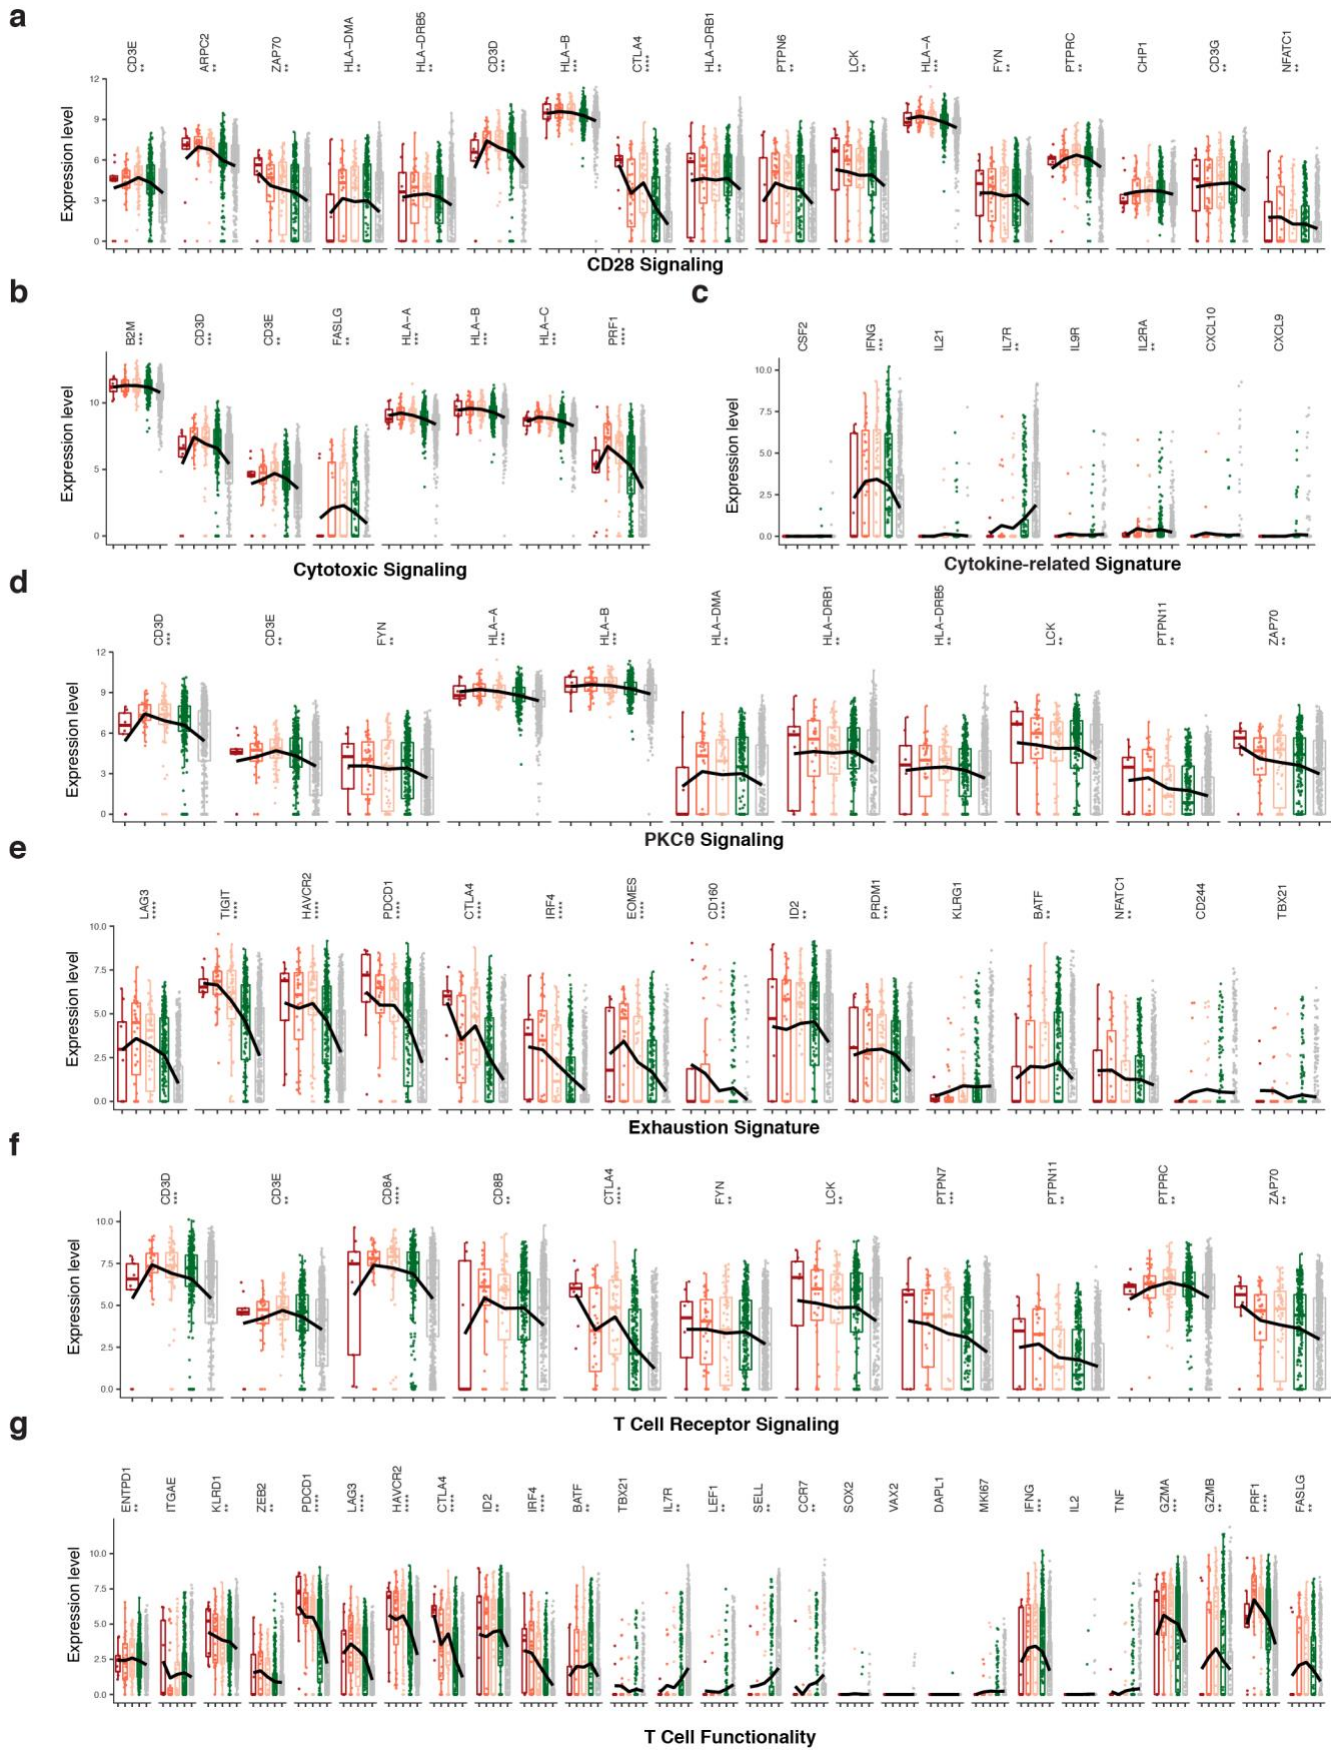 a
CD3E
**
ARPC2
**
ZAP70
**
HLA−DMA
**
HLA−DRB5
**
CD3D
***
HLA−B
***
CTLA4
****
HLA−DRB1
**
PTPN6
**
LCK
**
HLA−A
***
FYN
**
PTPRC
**
CHP1
CD3G
**
NFATC1
**
Expression level
12
9
6
3
0
CD28 Signaling
b
B2M
***
CD3D
***
CD3E
**
FASLG
**
HLA−A
***
HLA−B
***
HLA−C
***
PRF1
****
Expression level
10
5
0
Cytotoxic Signaling
c
CSF2
IFNG
***
IL21
IL7R
**
IL9R
IL2RA
**
CXCL10
CXCL9
Expression level
10.0
7.5
5.0
2.5
0.0
Cytokine-related Signature
d
CD3D
***
CD3E
**
FYN
**
HLA−A
***
HLA−B
***
HLA−DMA
**
HLA−DRB1
**
HLA−DRB5
**
LCK
**
PTPN11
**
ZAP70
**
Expression level
12
9
6
3
0
PKCθ Signaling
e
LAG3
****
TIGIT
****
HAVCR2
****
PDCD1
****
CTLA4
****
IRF4
****
EOMES
****
CD160
****
ID2
**
PRDM1
***
KLRG1
BATF
**
NFATC1
**
CD244
TBX21
Expression level
10.0
7.5
5.0
2.5
0.0
Exhaustion Signature
f
CD3D
***
CD3E
**
CD8A
****
CD8B
**
CTLA4
****
FYN
**
LCK
**
PTPN7
***
PTPN11
**
PTPRC
**
ZAP70
**
Expression level
10.0
7.5
5.0
2.5
0.0
T Cell Receptor Signaling
g
ENTPD1
**
ITGAE
KLRD1
**
ZEB2
**
PDCD1
****
LAG3
****
HAVCR2
****
CTLA4
****
ID2
**
IRF4
****
BATF
**
TBX21
IL7R
**
LEF1
**
SELL
**
CCR7
**
SOX2
VAX2
DAPL1
MKI67
IFNG
***
IL2
TNF
GZMA
***
GZMB
**
PRF1
****
FASLG
**
Expression level
10.0
7.5
5.0
2.5
0.0
T Cell Functionality